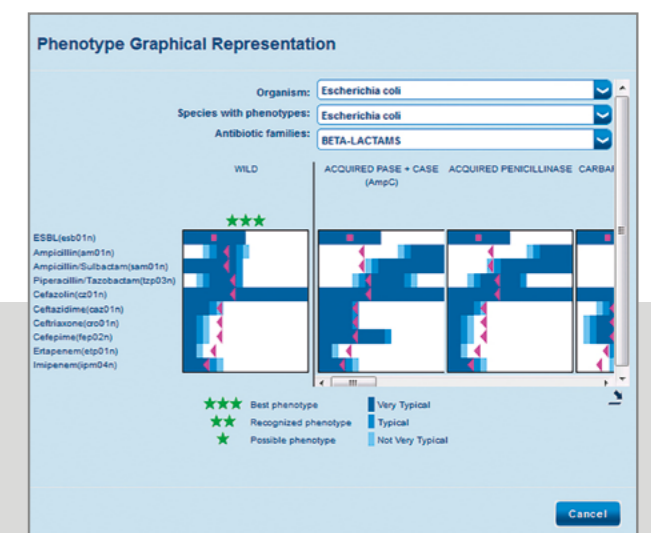 Phenotype Graphical Representation
Organism: Escherichia coli
Species with phenotypes: Escherichia coli
Antibiotic families: BETA-LACTAMS
WILD
ACQUIRED PASE + CASE
(AmpC)
ACQUIRED PENICILLINASE
ESBL(esb01n)
Ampicillin(am01n)
Ampicillin/Sulbactam(sam01n)
Piperacillin/Tazobactam(tzp03n)
Cefazolin(cz01n)
Ceftazidime(caz01n)
Ceftriaxone(cro01n)
Cefepime(fep02n)
Ertapenem(etp01n)
Imipenem(ipm04n)
Best phenotype
Very Typical
Recognized phenotype
Typical
Possible phenotype
Not Very Typical
Cancel